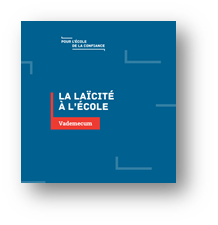 POUR L'ÉCOLE
DE LA CONFIANCE
LA LAÏCITÉ
À L'ÉCOLE
Vademecum